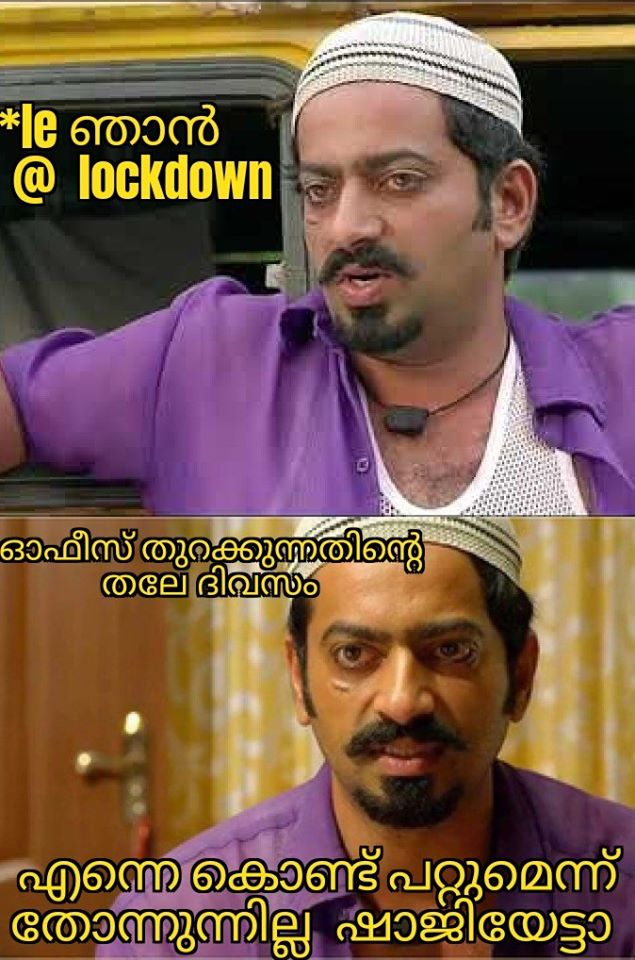 *le ഞാൻ
@ lockdown
ഓഫീസ് തുറക്കുന്നതിന്റെ
തലേ ദിവസം
എന്നെ കൊണ്ട് പറ്റുമെന്ന്
തോന്നുന്നില്ല ഷാജിയേട്ടാ